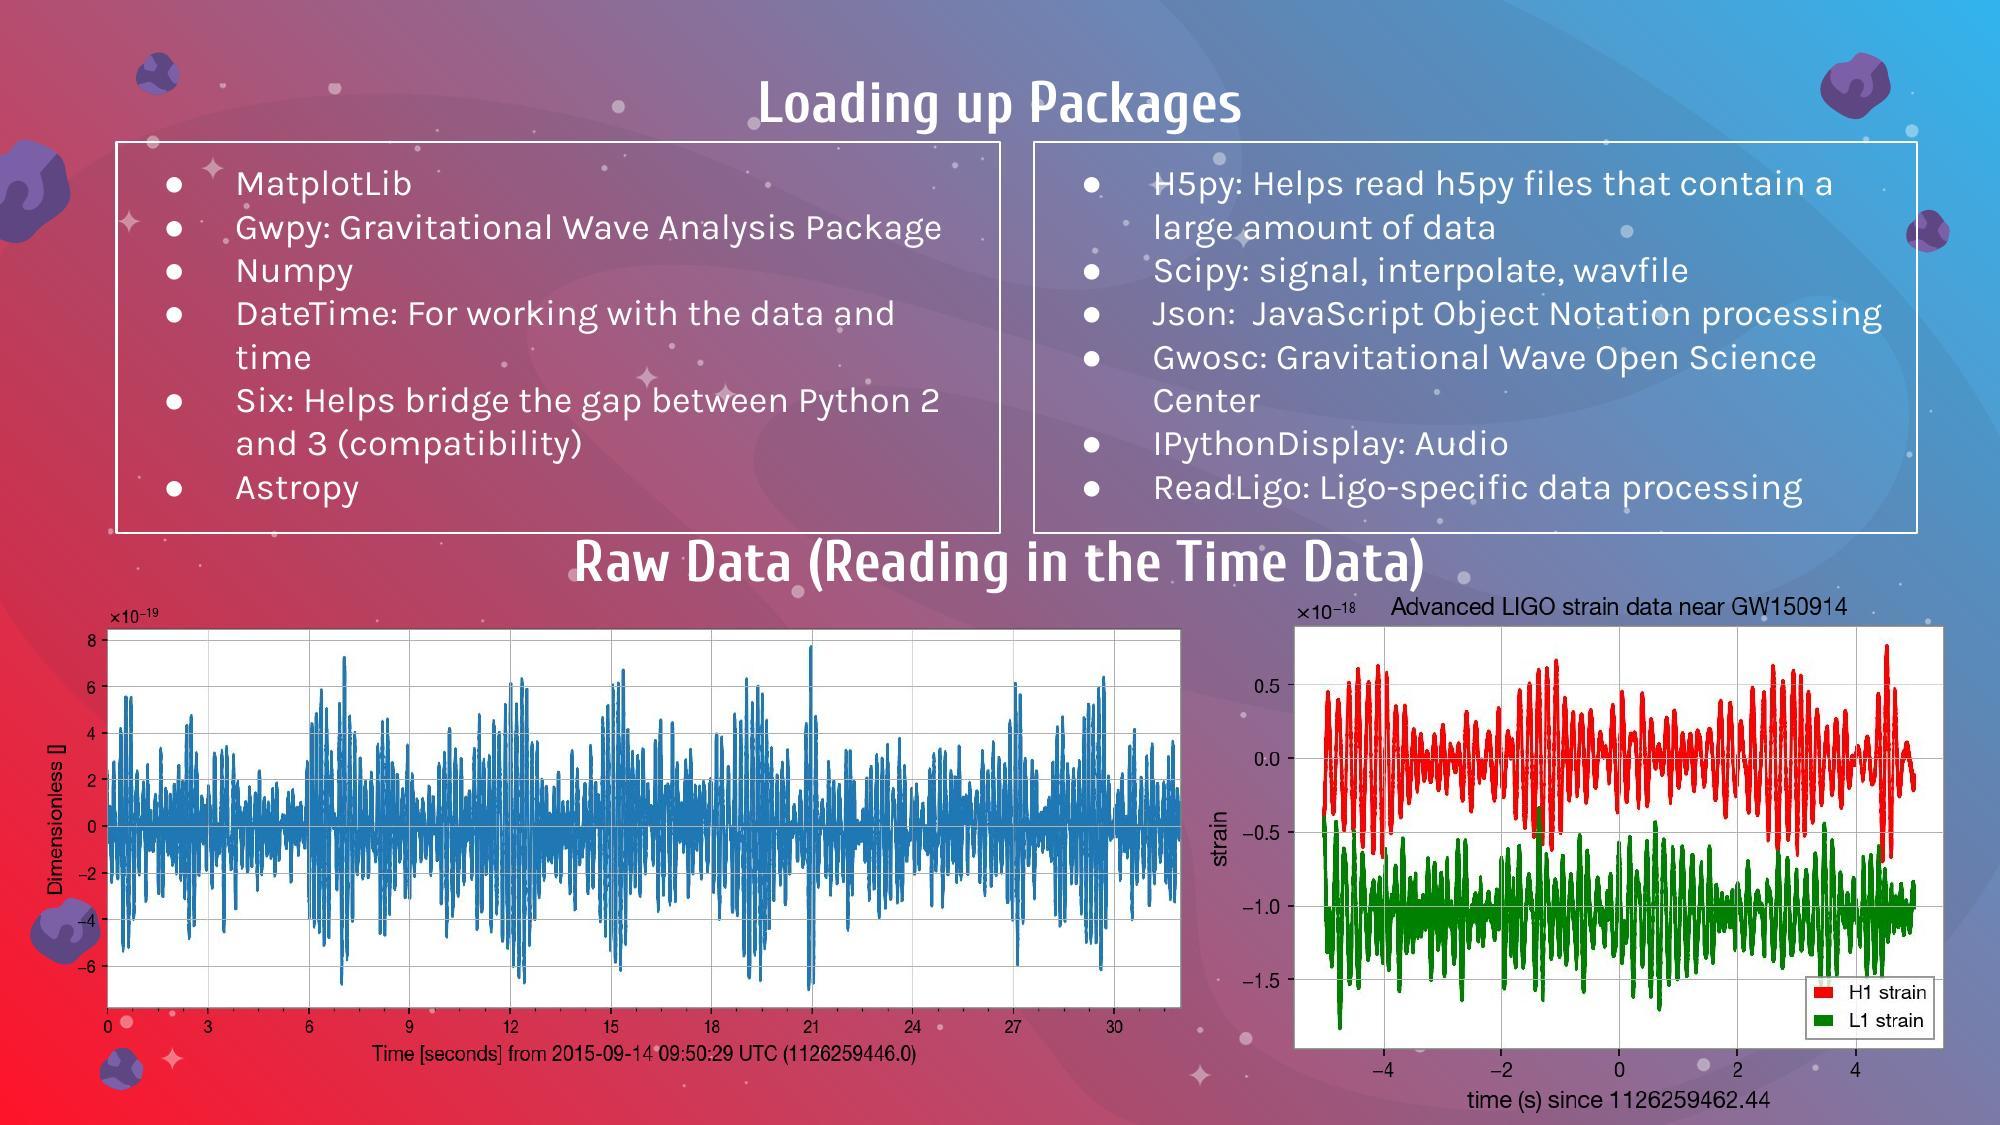 Loading up Packages
● MatplotLib
● Gwpy: Gravitational Wave Analysis Package
● Numpy
● DateTime: For working with the data and
time
● Six: Helps bridge the gap between Python 2
and 3 (compatibility)
● Astropy
● H5py: Helps read h5py files that contain a
large amount of data
● Scipy: signal, interpolate, wavfile
● Json:  JavaScript Object Notation processing
● Gwosc: Gravitational Wave Open Science
Center
● IPythonDisplay: Audio
● ReadLigo: Ligo-specific data processing
Raw Data (Reading in the Time Data)
×10⁻¹⁹
8
6
4
2
0
−2
−4
−6
Dimensionless []
0 3 6 9 12 15 18 21 24 27 30
Time [seconds] from 2015-09-14 09:50:29 UTC (1126259446.0)
×10⁻¹⁸ Advanced LIGO strain data near GW150914
0.5
0.0
−0.5
−1.0
−1.5
strain
H1 strain
L1 strain
−4 −2 0 2 4
time (s) since 1126259462.44